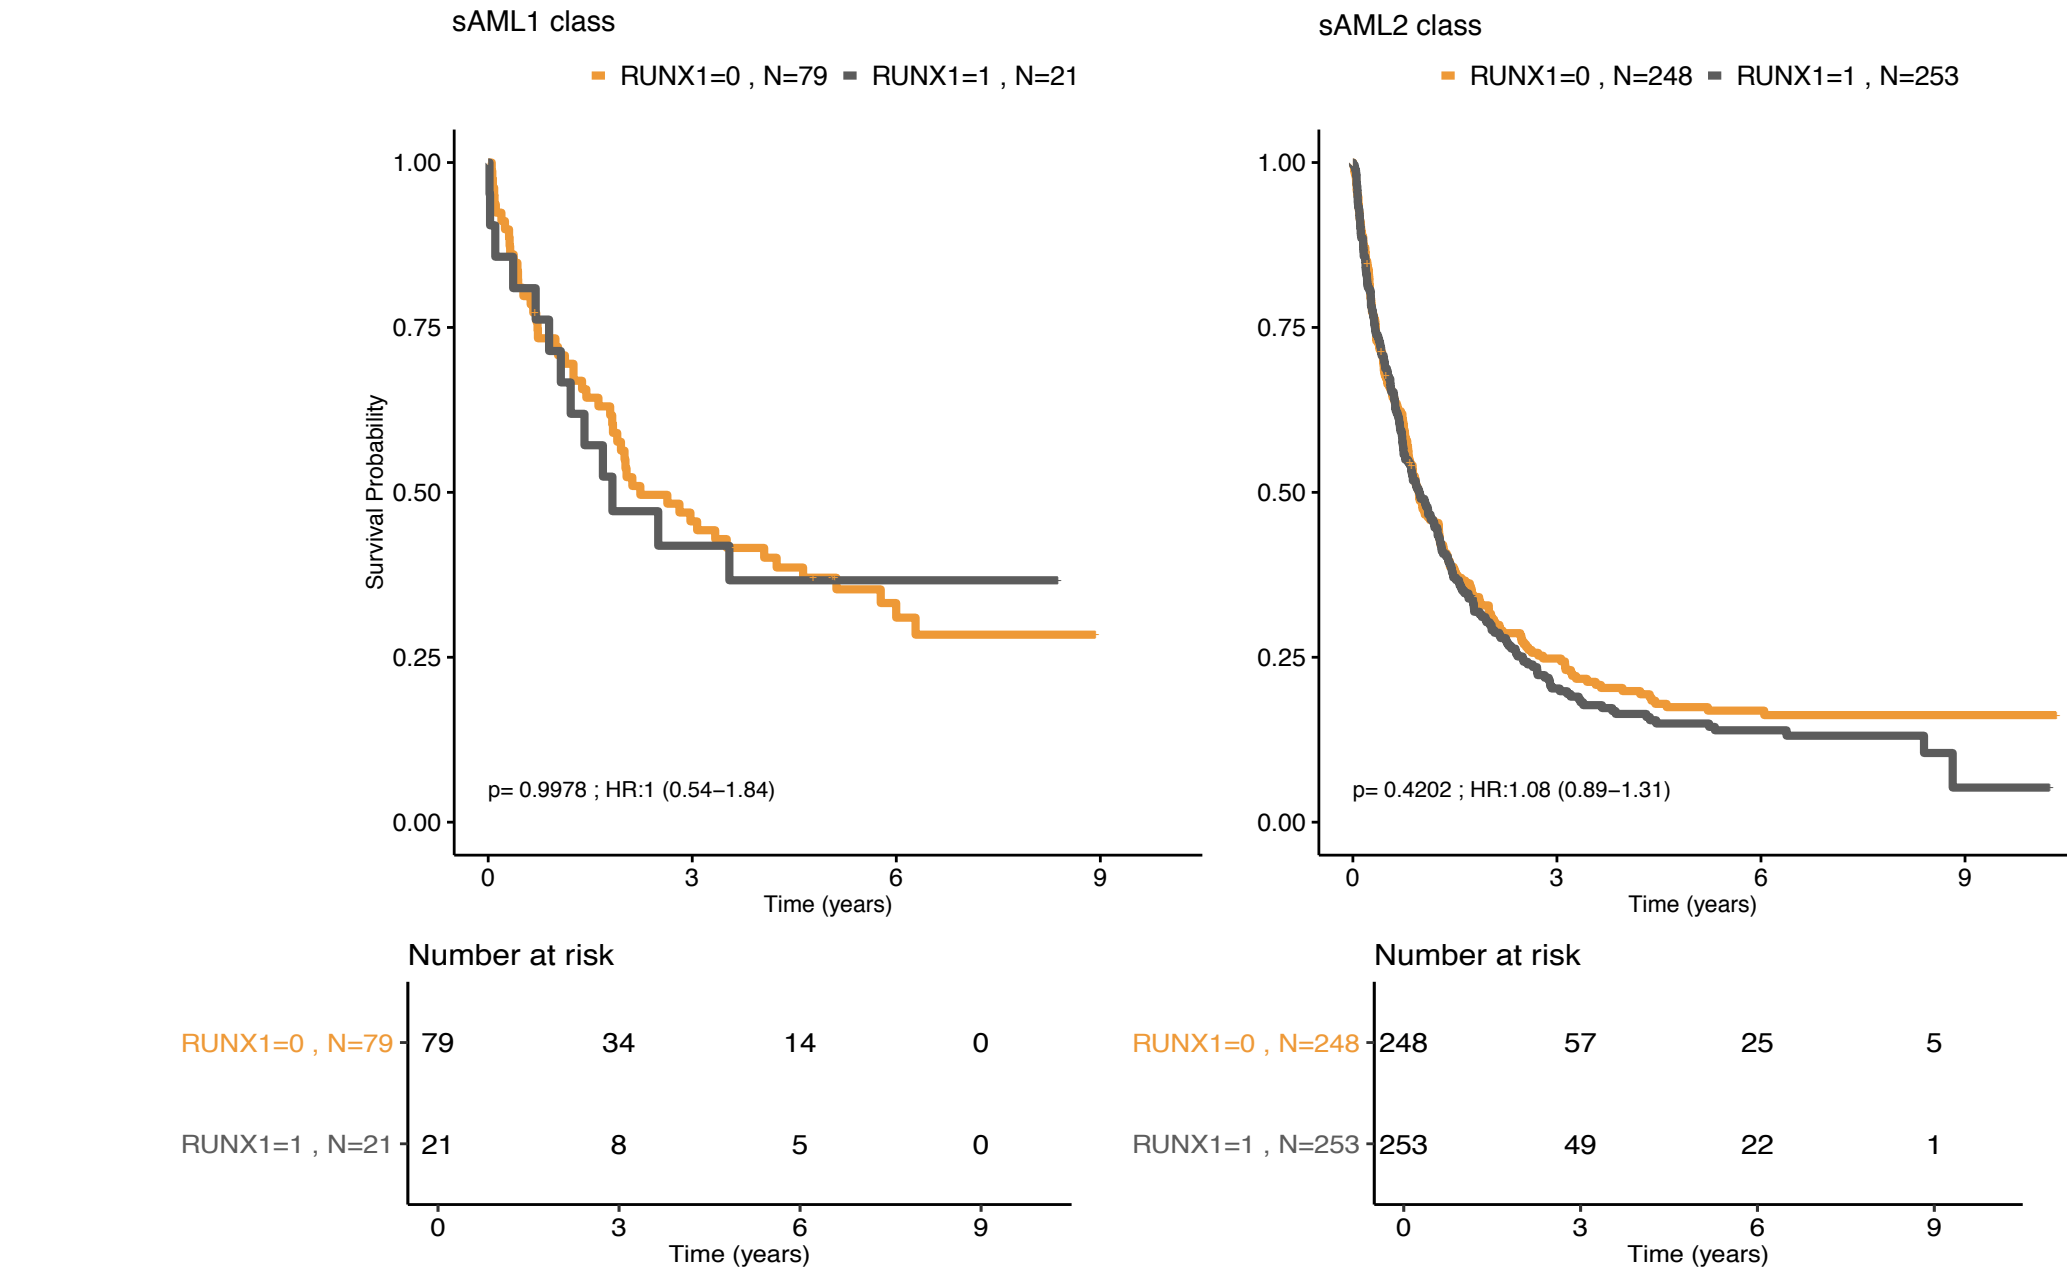 sAML1 class
RUNX1=0 , N=79 RUNX1=1 , N=21
1.00
0.75
0.50
0.25
0.00
Survival Probability
p= 0.9978 ; HR:1 (0.54−1.84)
0 3 6 9
Time (years)
Number at risk
RUNX1=0 , N=79 79 34 14 0
RUNX1=1 , N=21 21 8 5 0
0 3 6 9
Time (years)
sAML2 class
RUNX1=0 , N=248 RUNX1=1 , N=253
1.00
0.75
0.50
0.25
0.00
p= 0.4202 ; HR:1.08 (0.89−1.31)
0 3 6 9
Time (years)
Number at risk
RUNX1=0 , N=248 248 57 25 5
RUNX1=1 , N=253 253 49 22 1
0 3 6 9
Time (years)